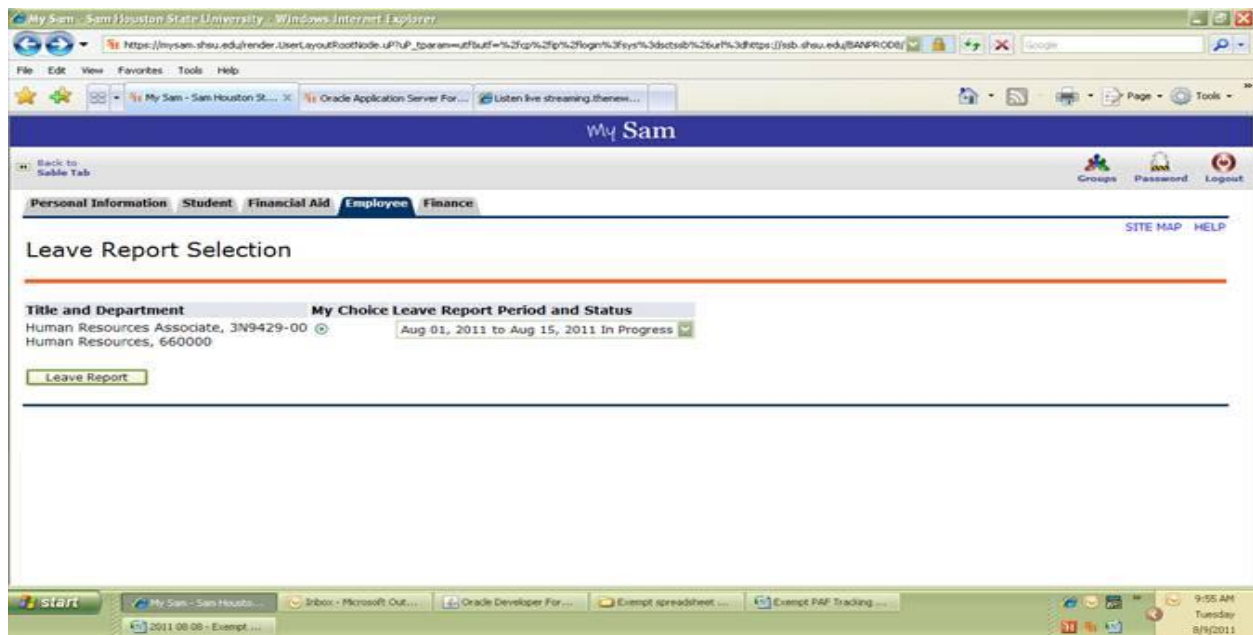 My Sam - Sam Houston State University - Windows Internet Explorer
Google
File Edit View Favorites Tools Help
My Sam - Sam Houston St... Oracle Application Server For... Listen live streaming.thenew... Page Tools
My Sam
Back to
Sable Tab
Groups Password Logout
Personal Information Student Financial Aid Employee Finance
SITE MAP HELP
Leave Report Selection
Title and Department My Choice Leave Report Period and Status
Human Resources Associate, 3N9429-00 Aug 01, 2011 to Aug 15, 2011 In Progress
Human Resources, 660000
Leave Report
start My Sam - Sam Housto... Inbox - Microsoft Out... Oracle Developer For... Exempt spreadsheet ... Exempt PAF Tracking ... 9:55 AM
Tuesday
2011 08 08 - Exempt ... 8/9/2011